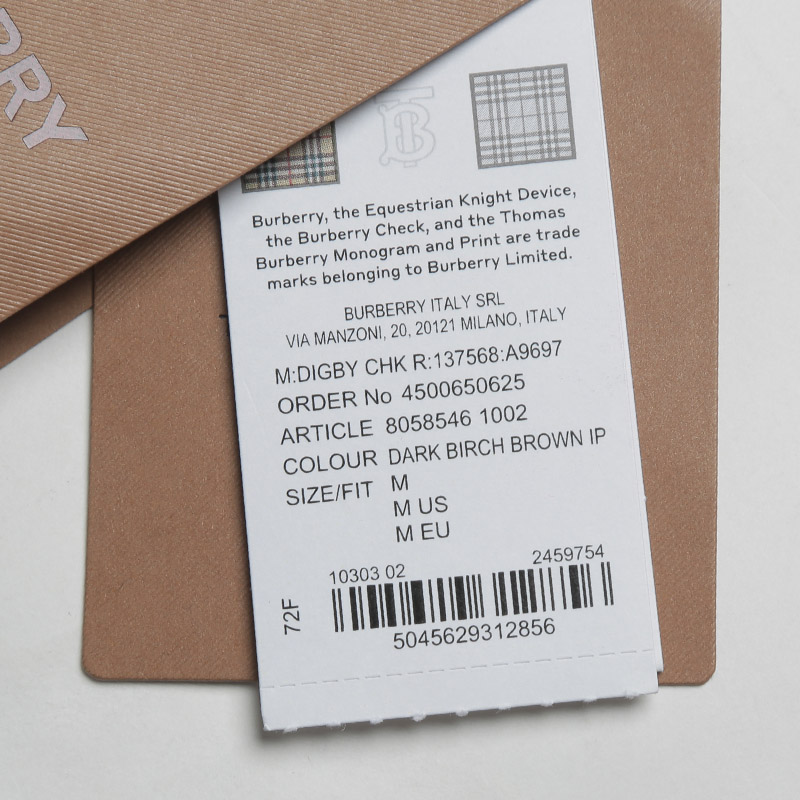 RRY
Burberry, the Equestrian Knight Device,
the Burberry Check, and the Thomas
Burberry Monogram and Print are trade
marks belonging to Burberry Limited.
BURBERRY ITALY SRL
VIA MANZONI, 20, 20121 MILANO, ITALY
M:DIGBY CHK R:137568:A9697
ORDER No 4500650625
ARTICLE 8058546 1002
COLOUR DARK BIRCH BROWN IP
SIZE/FIT M
M US
M EU
10303 02 2459754
72F
5045629312856